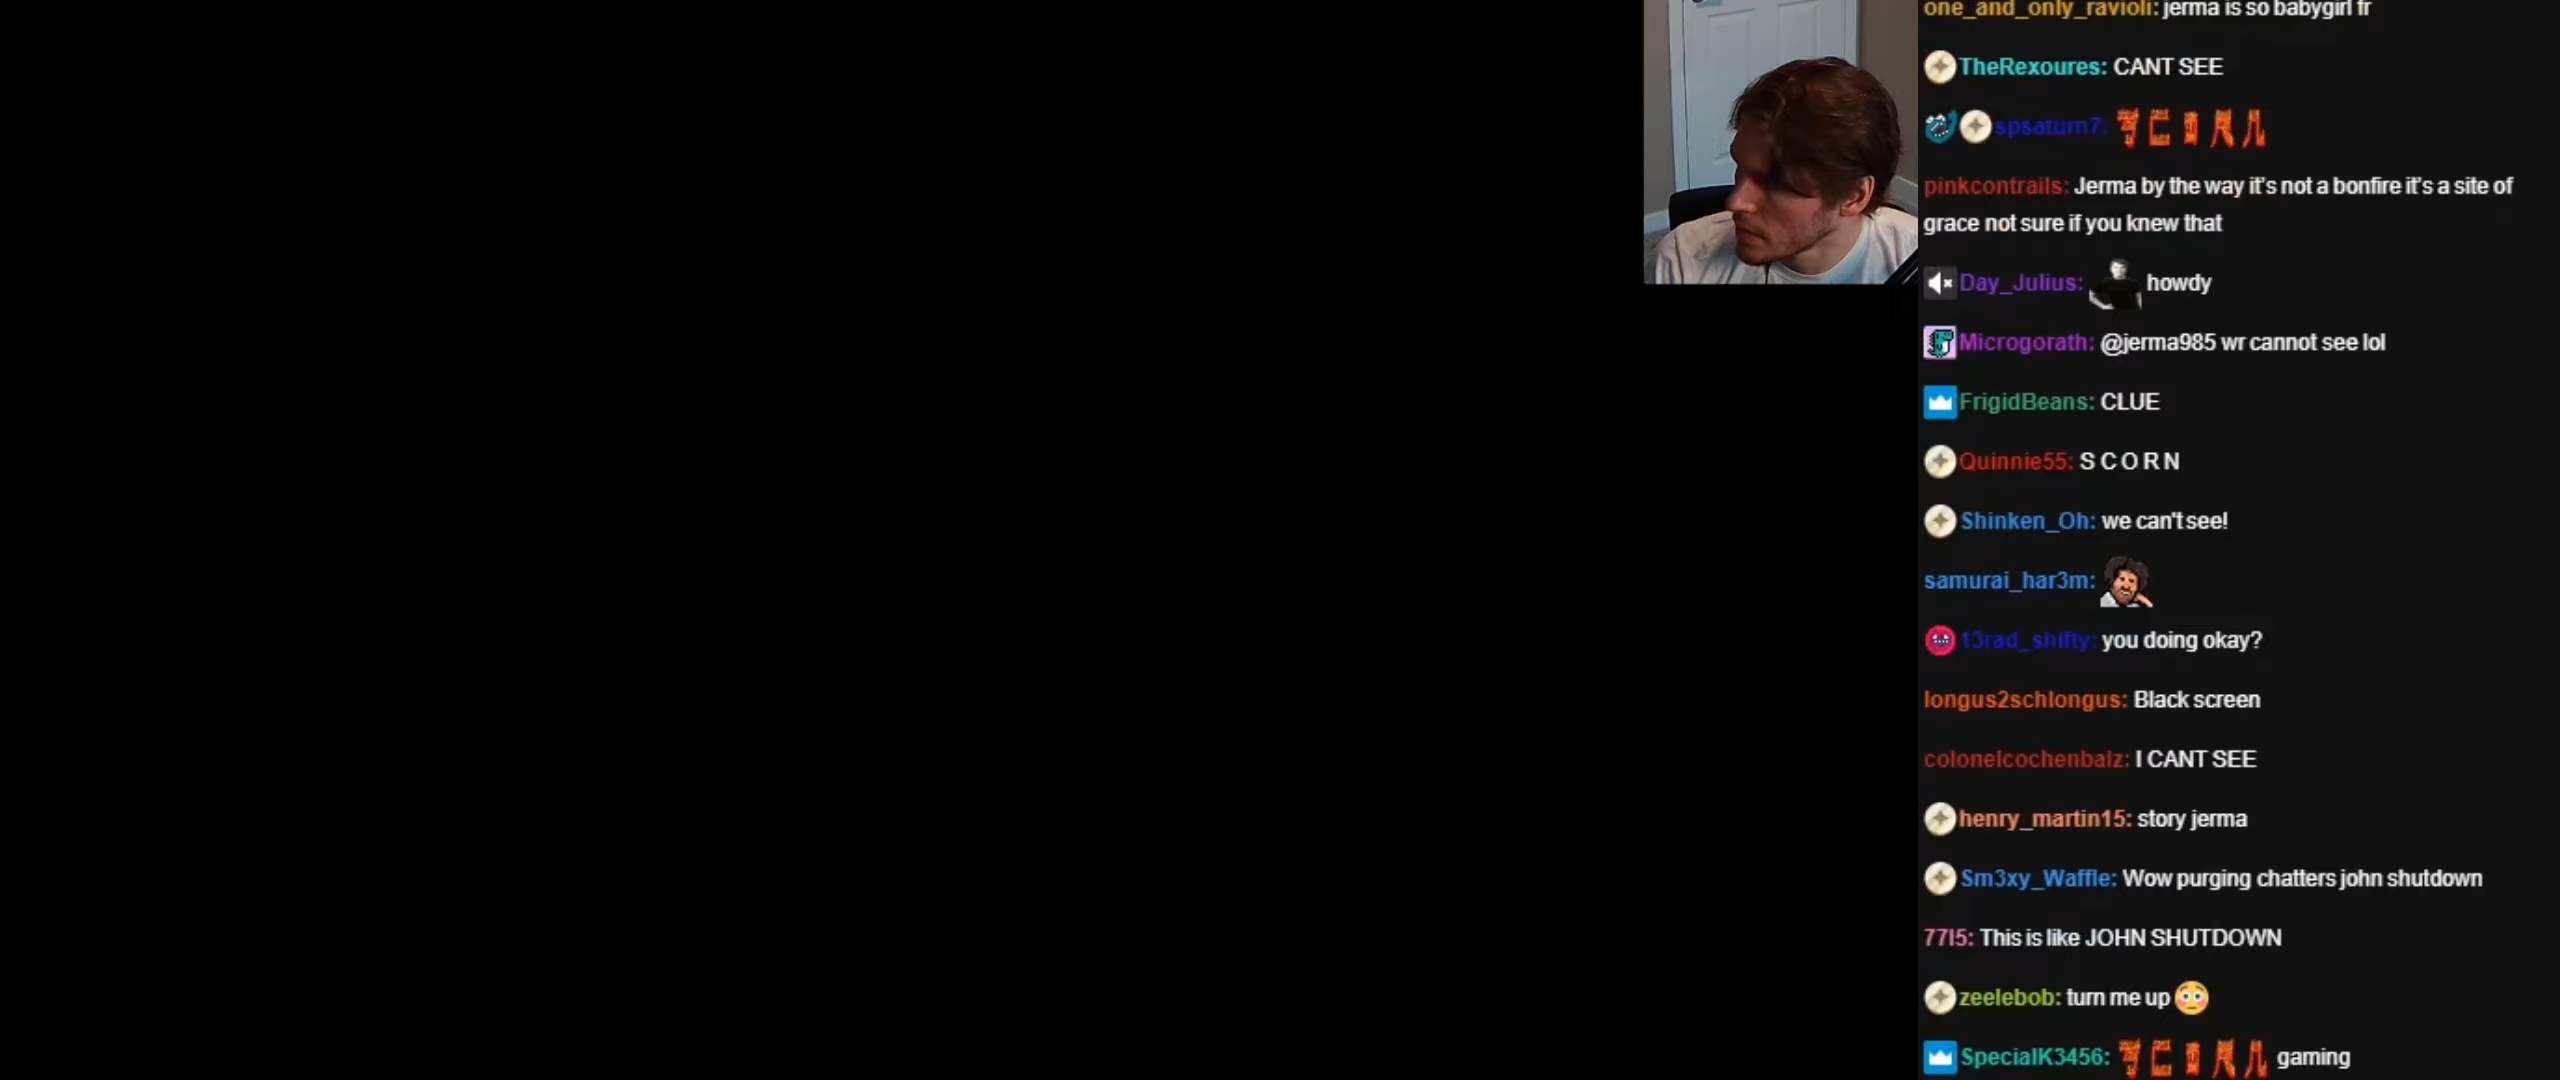 one_and_only_ravioli: jerma is so babygirl fr
TheRexoures: CANT SEE
spsaturn7:
pinkcontrails: Jerma by the way it's not a bonfire it's a site of
grace not sure if you knew that
Day_Julius: howdy
Microgorath: @jerma985 wr cannot see lol
FrigidBeans: CLUE
Quinnie55: S C O R N
Shinken_Oh: we can't see!
samurai_har3m:
13rad_shifty: you doing okay?
longus2schlongus: Black screen
colonelcochenbalz: I CANT SEE
henry_martin15: story jerma
Sm3xy_Waffle: Wow purging chatters john shutdown
77I5: This is like JOHN SHUTDOWN
zeelebob: turn me up 😳
SpecialK3456: gaming